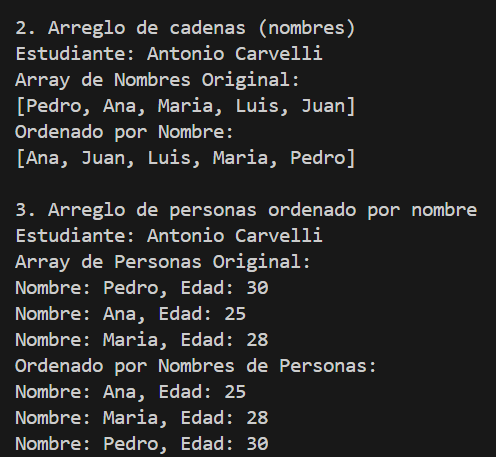 2. Arreglo de cadenas (nombres)
Estudiante: Antonio Carvelli
Array de Nombres Original:
[Pedro, Ana, Maria, Luis, Juan]
Ordenado por Nombre:
[Ana, Juan, Luis, Maria, Pedro]
3. Arreglo de personas ordenado por nombre
Estudiante: Antonio Carvelli
Array de Personas Original:
Nombre: Pedro, Edad: 30
Nombre: Ana, Edad: 25
Nombre: Maria, Edad: 28
Ordenado por Nombres de Personas:
Nombre: Ana, Edad: 25
Nombre: Maria, Edad: 28
Nombre: Pedro, Edad: 30